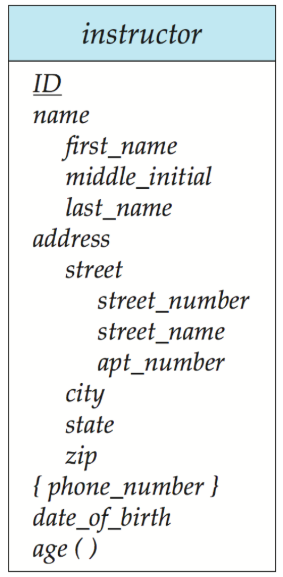 instructor
ID
name
first_name
middle_initial
last_name
address
street
street_number
street_name
apt_number
city
state
zip
{ phone_number }
date_of_birth
age ( )